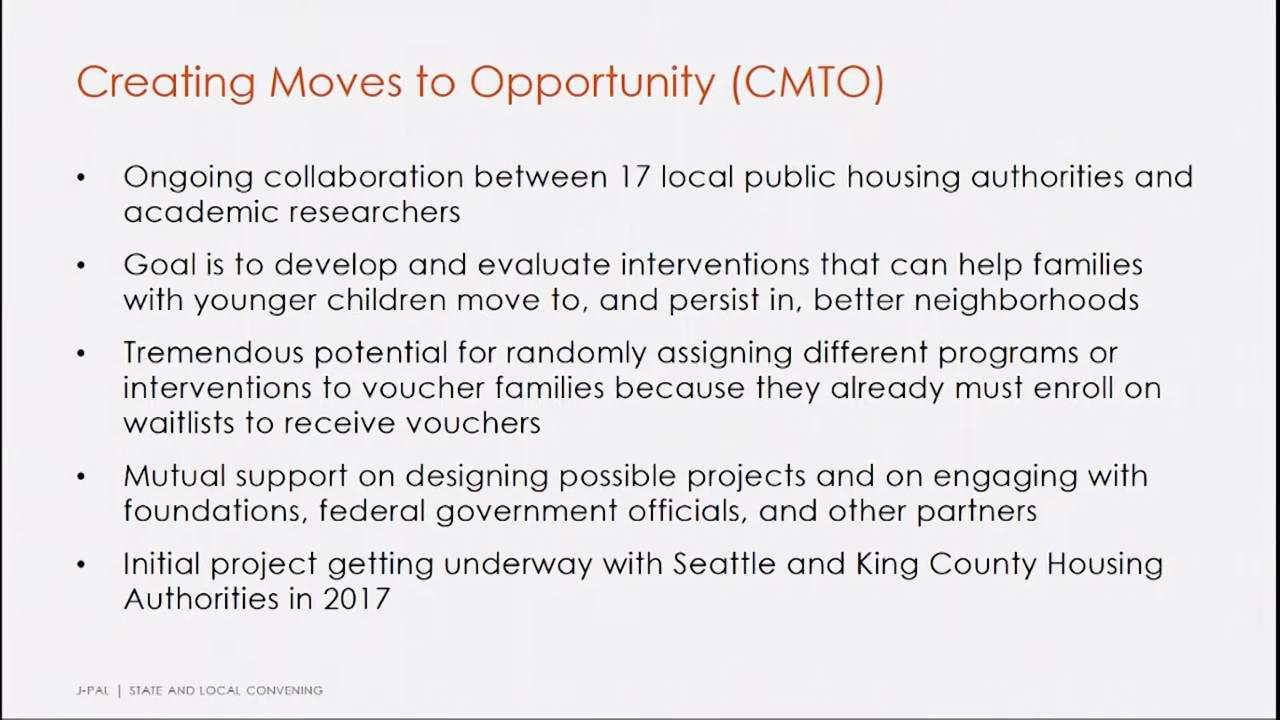 Creating Moves to Opportunity (CMTO)
• Ongoing collaboration between 17 local public housing authorities and
academic researchers
• Goal is to develop and evaluate interventions that can help families
with younger children move to, and persist in, better neighborhoods
• Tremendous potential for randomly assigning different programs or
interventions to voucher families because they already must enroll on
waitlists to receive vouchers
• Mutual support on designing possible projects and on engaging with
foundations, federal government officials, and other partners
• Initial project getting underway with Seattle and King County Housing
Authorities in 2017
J-PAL | STATE AND LOCAL CONVENING